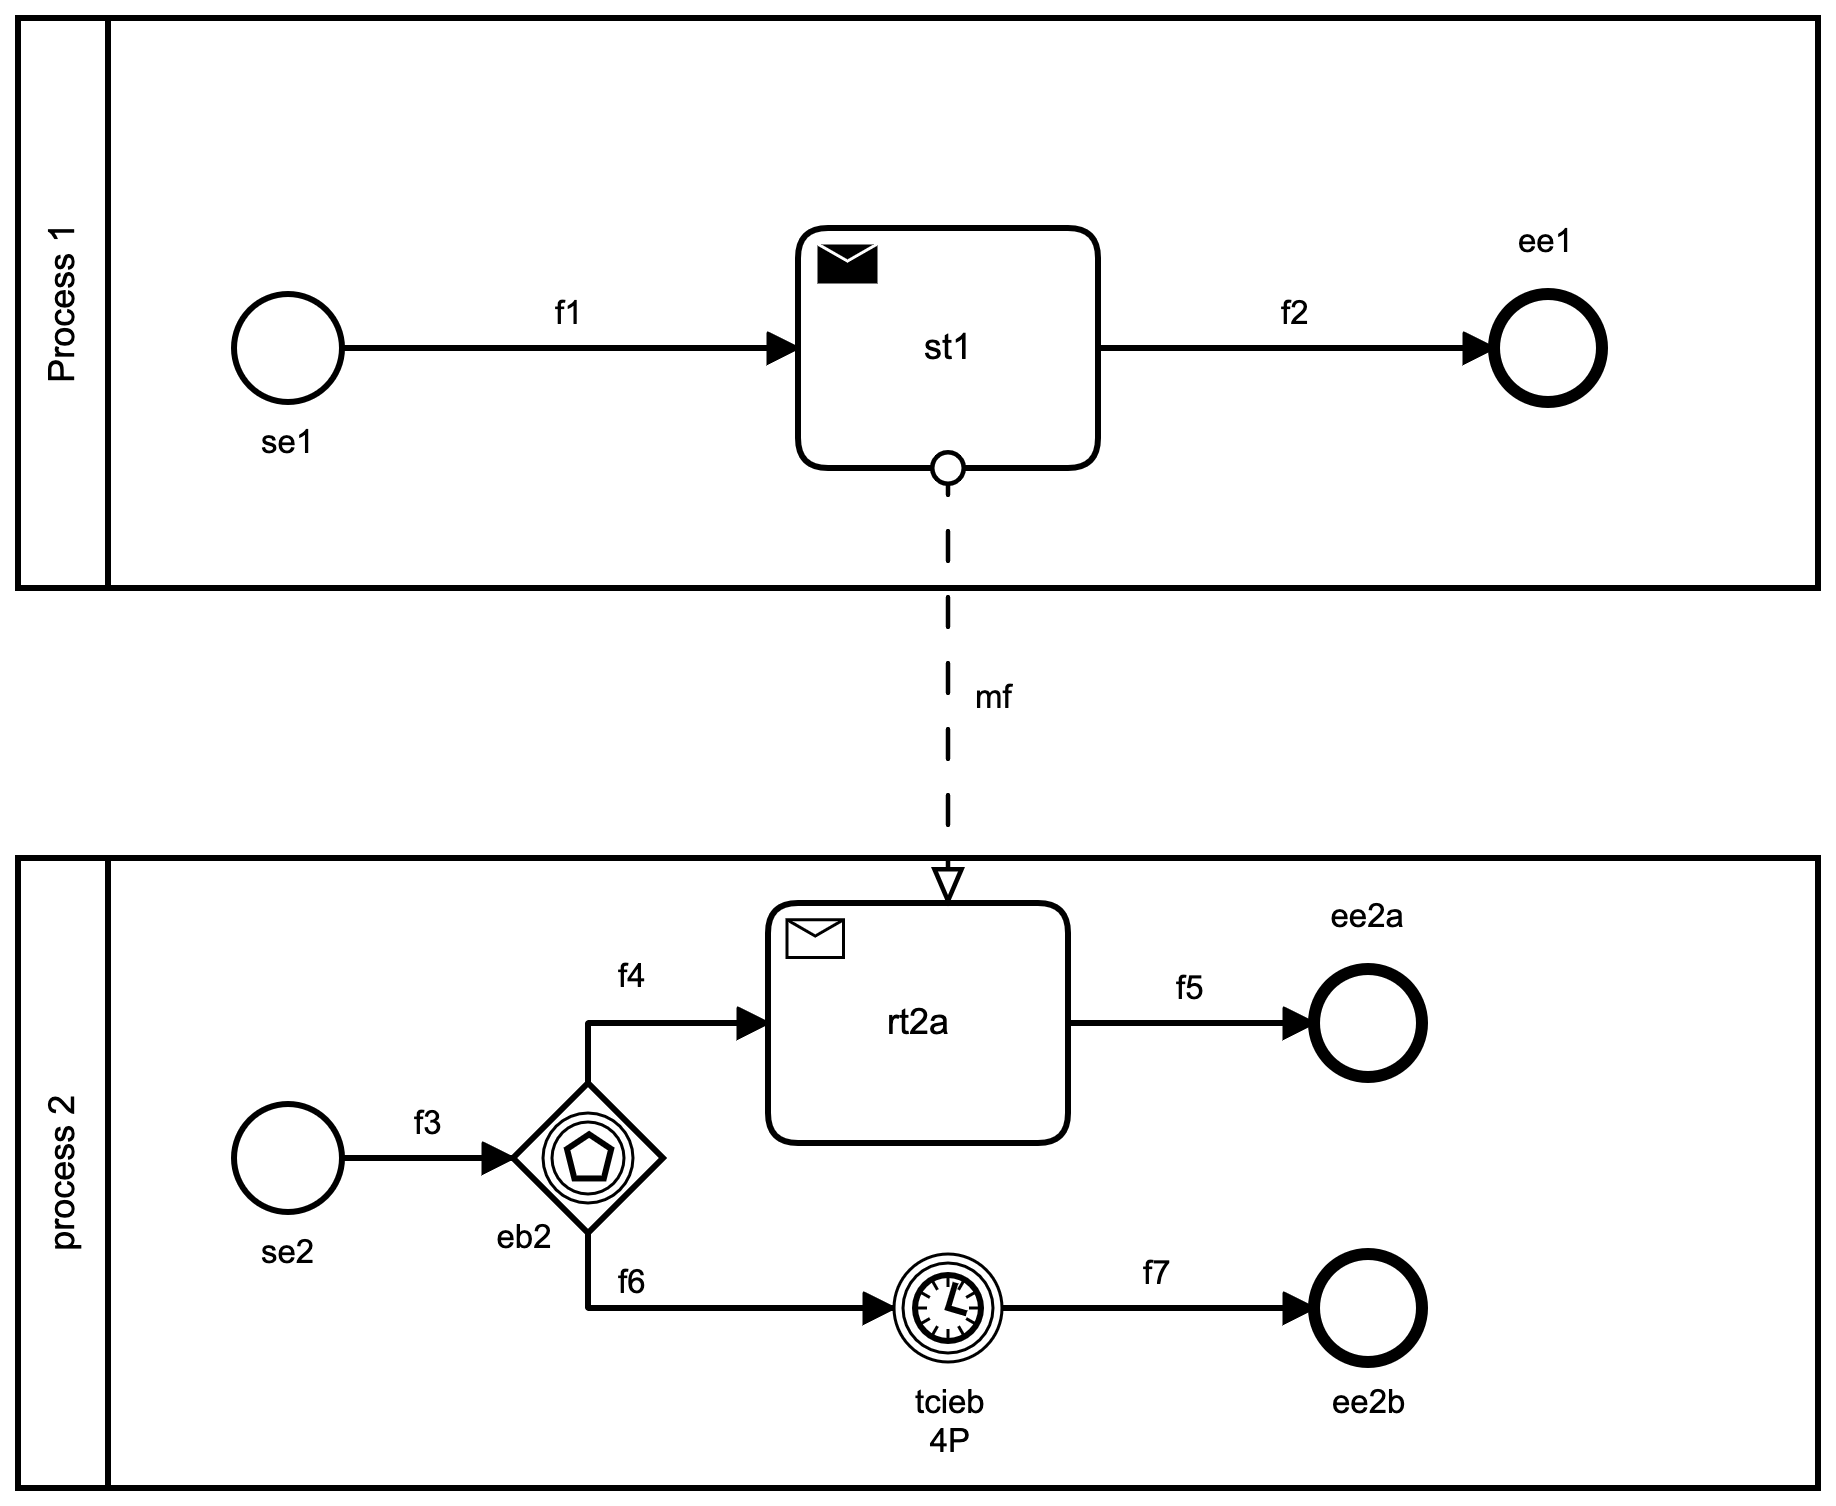 Process 1
se1
f1
st1
f2
ee1
mf
process 2
se2
f3
eb2
f4
rt2a
f5
ee2a
f6
tcieb
4P
f7
ee2b